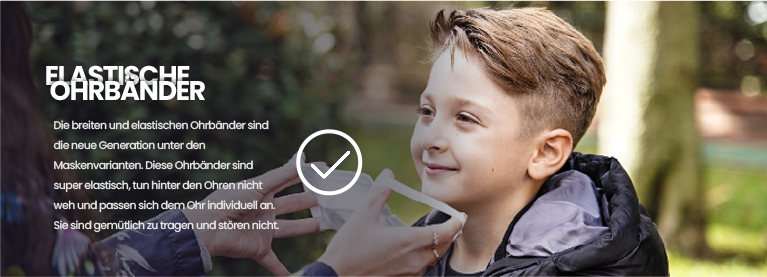 ELASTISCHE
OHRBÄNDER
Die breiten und elastischen Ohrbänder sind
die neue Generation unter den
Maskenvarianten. Diese Ohrbänder sind
super elastisch, tun hinter den Ohren nicht
weh und passen sich dem Ohr individuell an.
Sie sind gemütlich zu tragen und stören nicht.